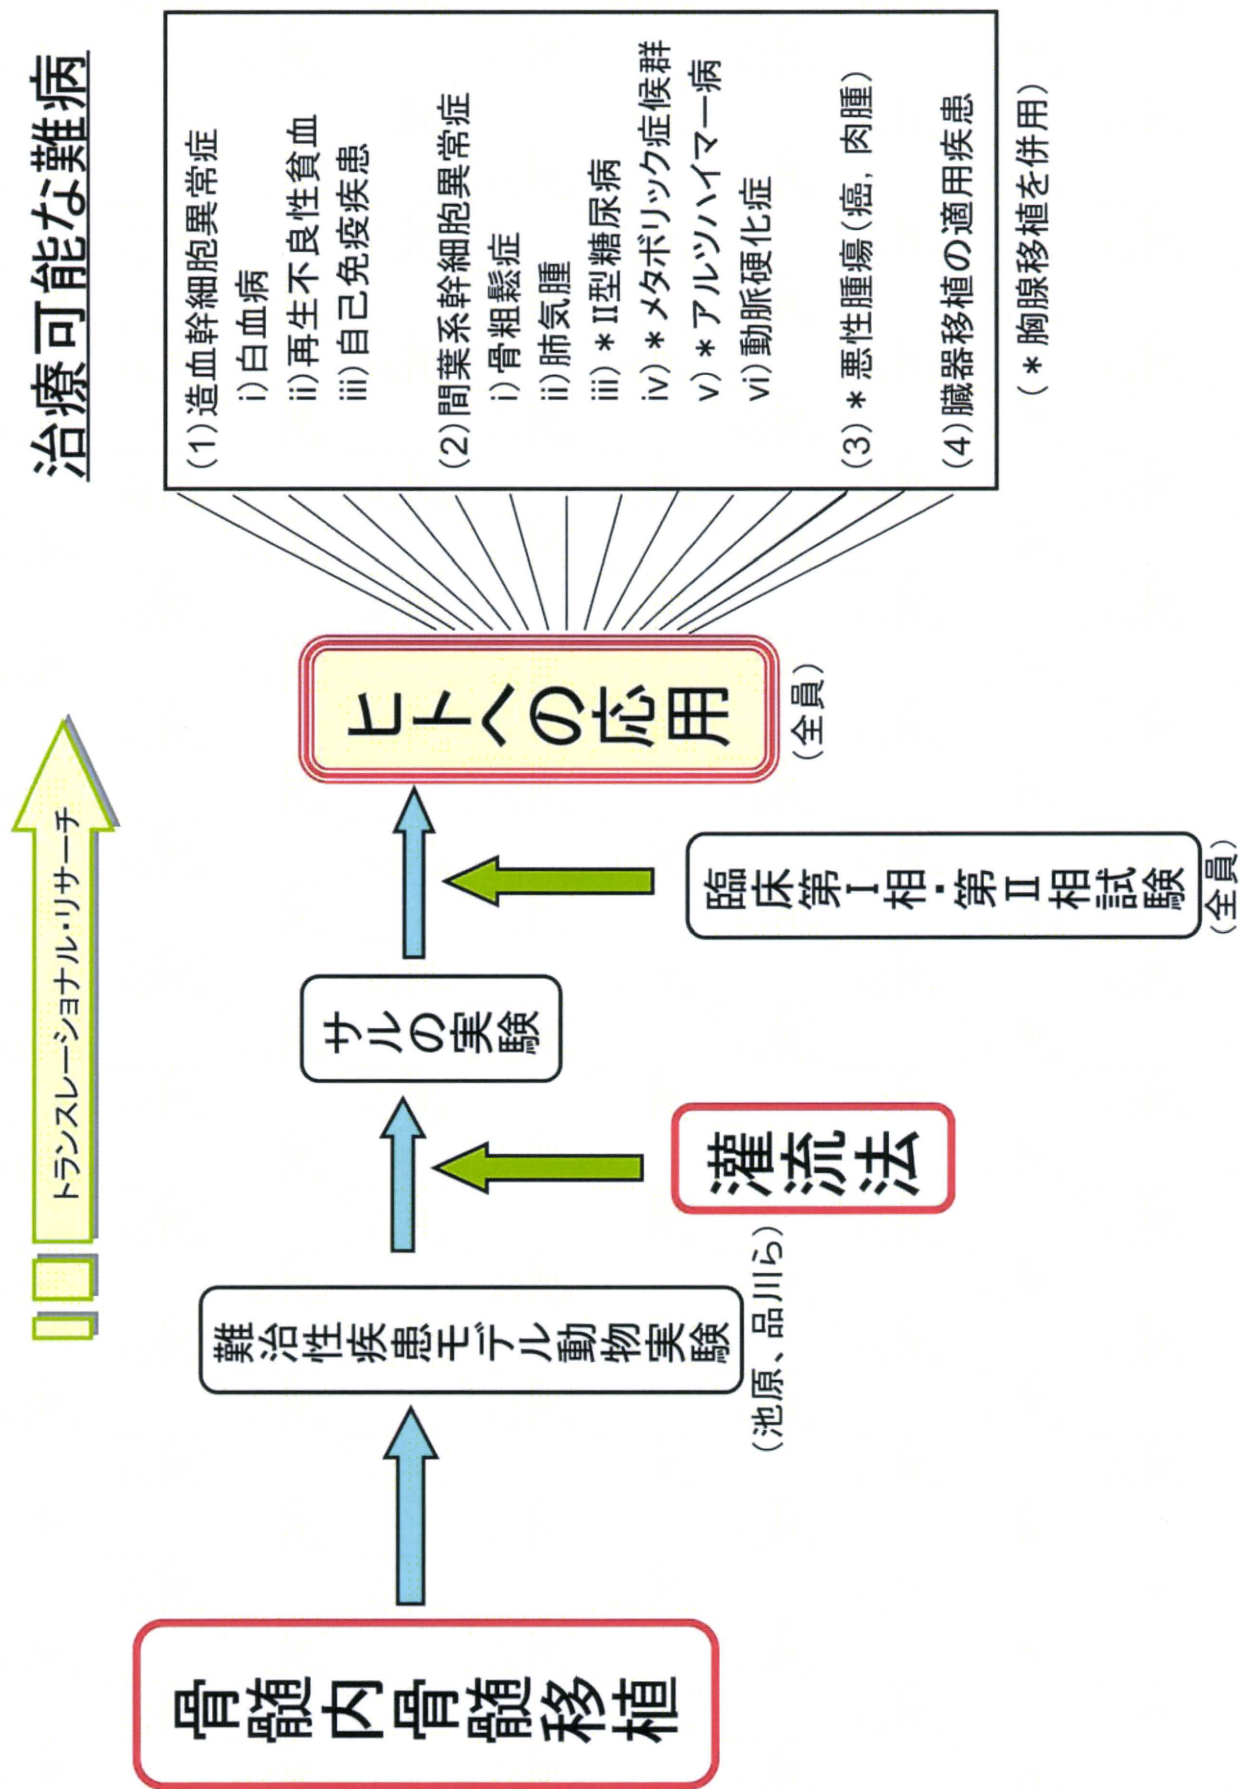 トランスレーショナル・リサーチ
治療可能な難病
骨髄内骨髄移植
難治性疾患モデル動物実験
(池原、品川ら)
灌流法
サルの実験
臨床第Ⅰ相・第Ⅱ相試験
(全員)
ヒトへの応用
(全員)
(1)造血幹細胞異常症
i)白血病
ii)再生不良性貧血
iii)自己免疫疾患
(2)間葉系幹細胞異常症
i)骨粗鬆症
ii)肺気腫
iii)＊II型糖尿病
iv)＊メタボリック症候群
v)＊アルツハイマー病
vi)動脈硬化症
(3)＊悪性腫瘍(癌, 肉腫)
(4)臓器移植の適用疾患
(＊胸腺移植を併用)